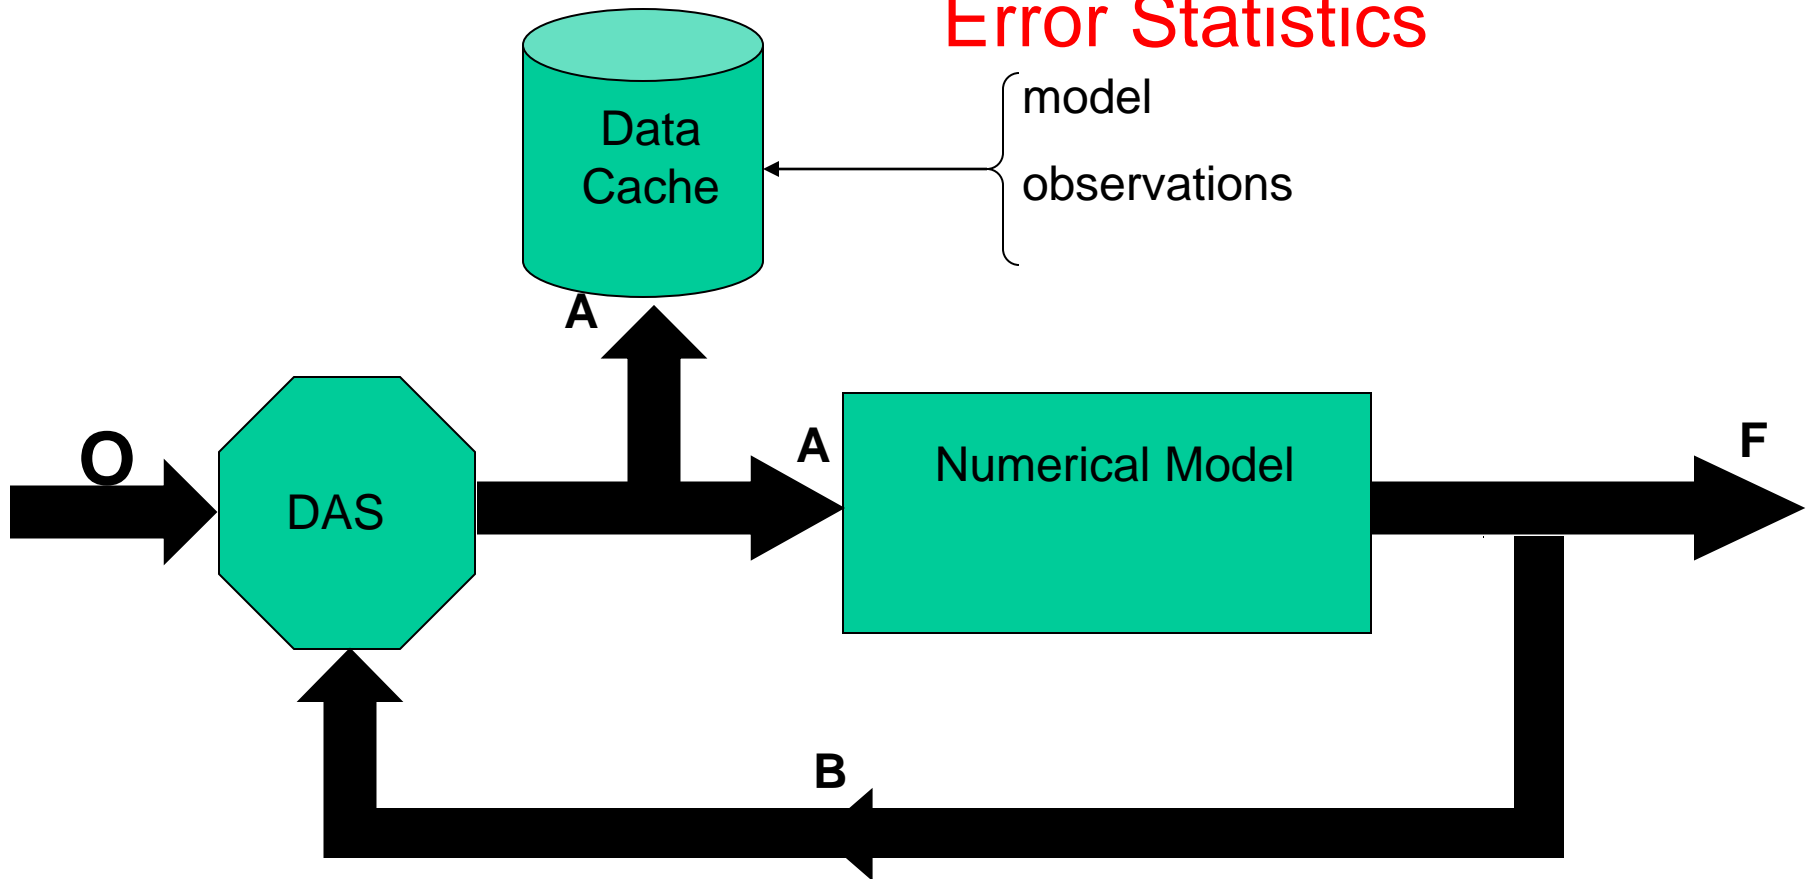 Error Statistics
model
Data
Cache
observations
A
O
DAS
A
Numerical Model
F
B